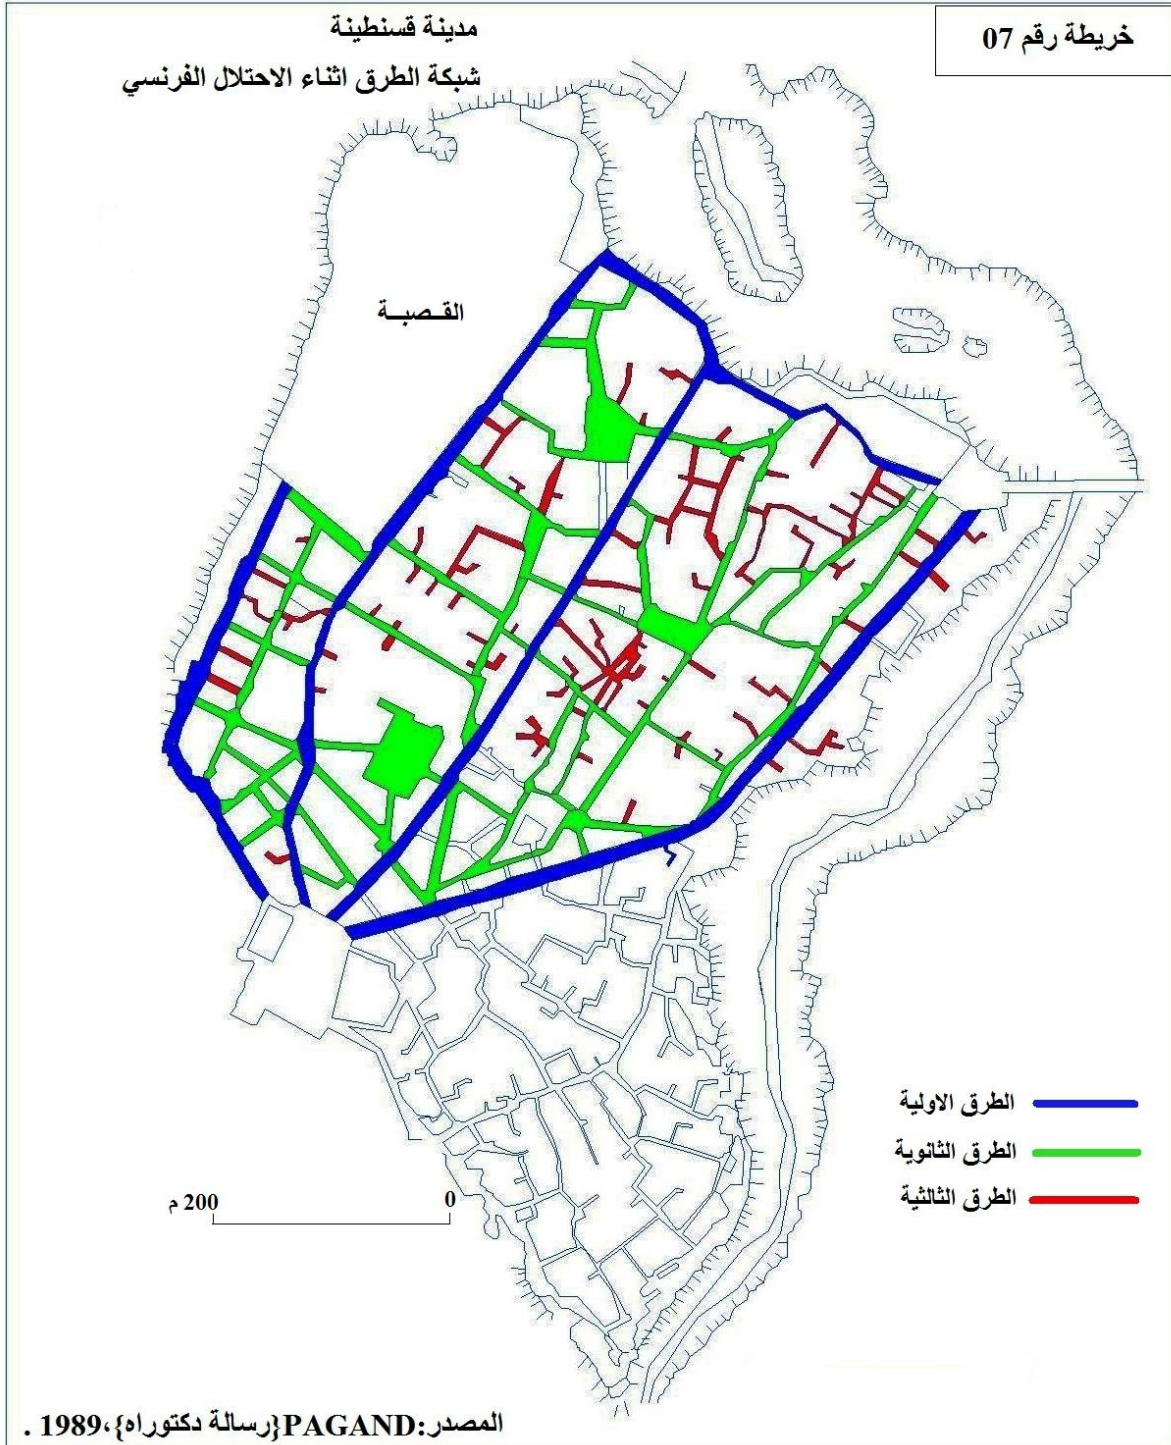 خريطة رقم 07
مدينة قسنطينة
شبكة الطرق اثناء الاحتلال الفرنسي
القـصبـة
الطرق الاولية
الطرق الثانوية
الطرق الثالثية
200 م
0
المصدر:PAGAND{رسالة دكتوراه}،1989 .